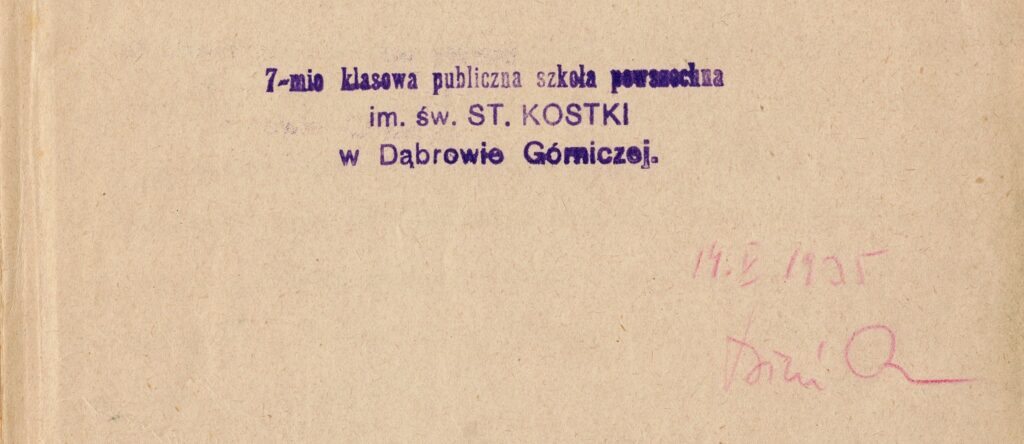 7-mio klasowa publiczna szkoła powszechna
im. św. ST. KOSTKI
w Dąbrowie Górniczej.
14. V 1935